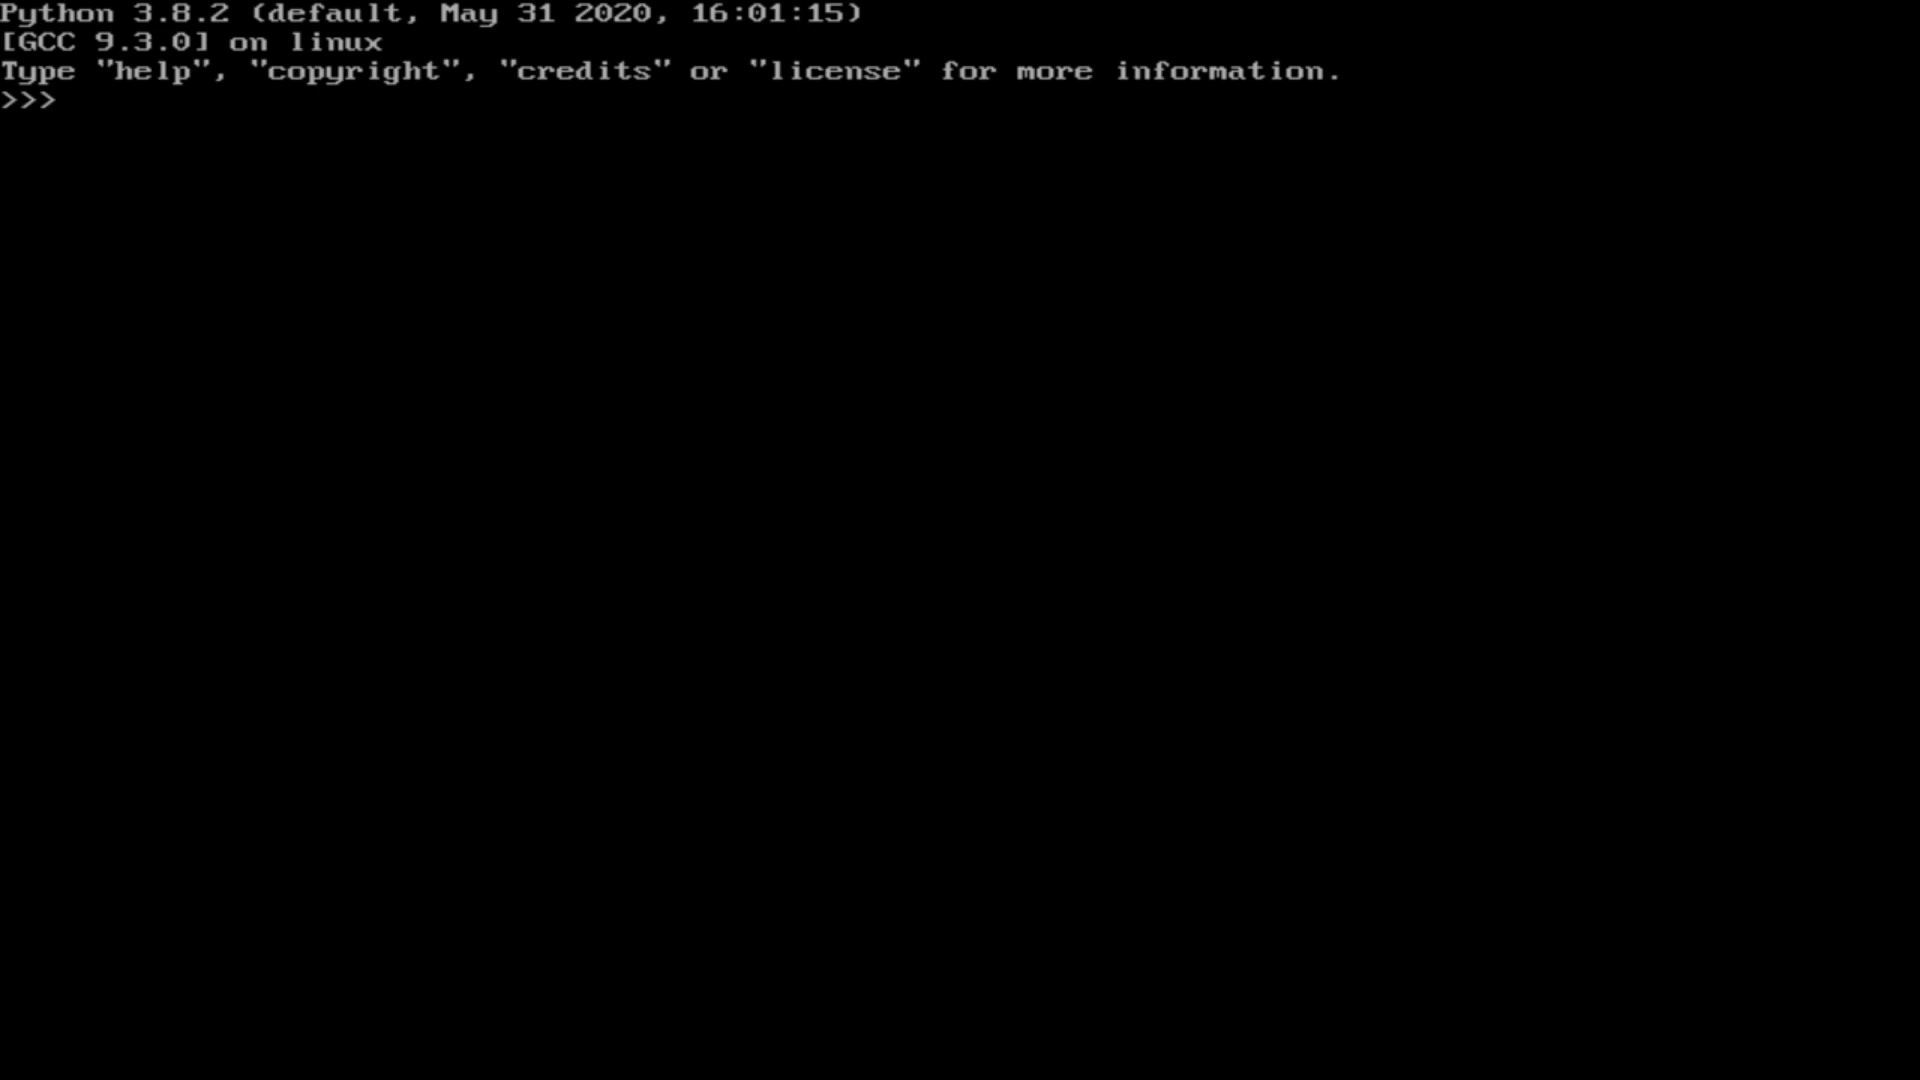 Python 3.8.2 (default, May 31 2020, 16:01:15)
[GCC 9.3.0] on linux
Type "help", "copyright", "credits" or "license" for more information.
>>>